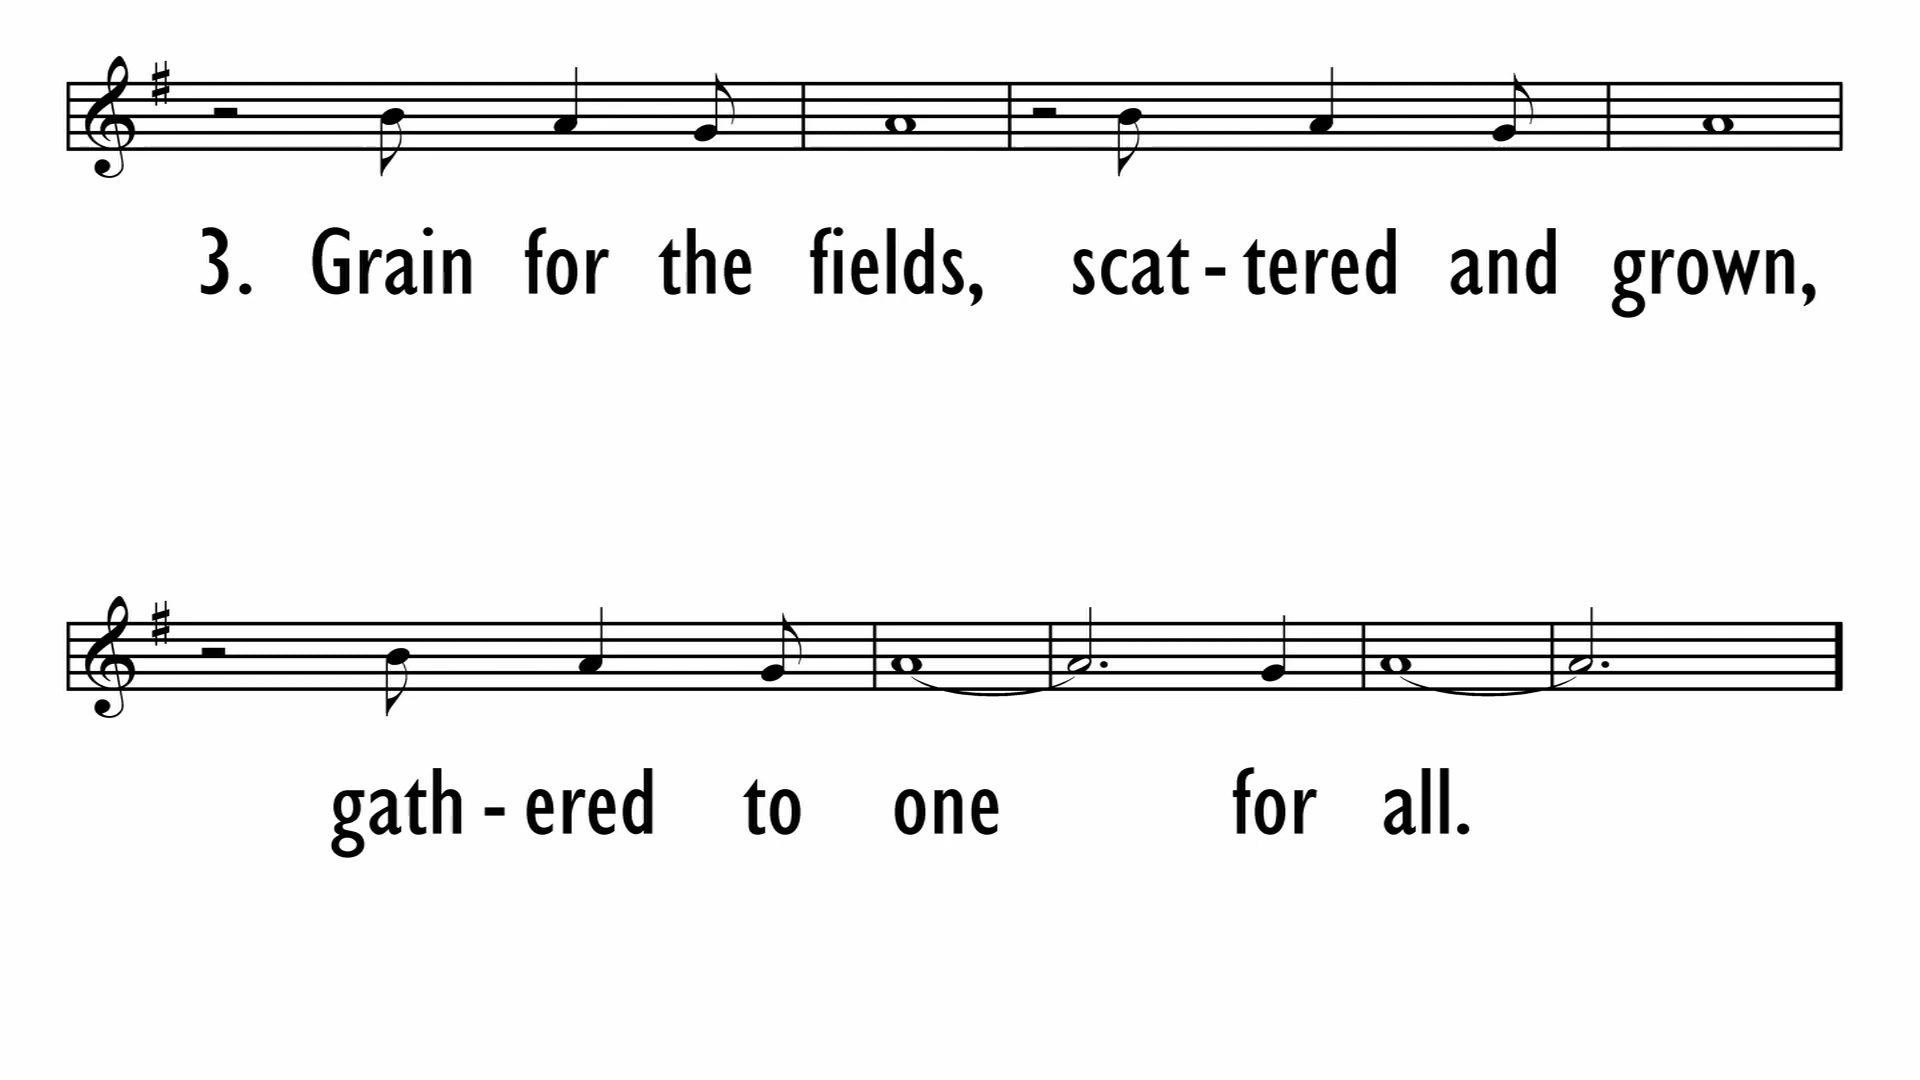 3. Grain for the fields, scat - tered and grown,
gath - ered to one for all.